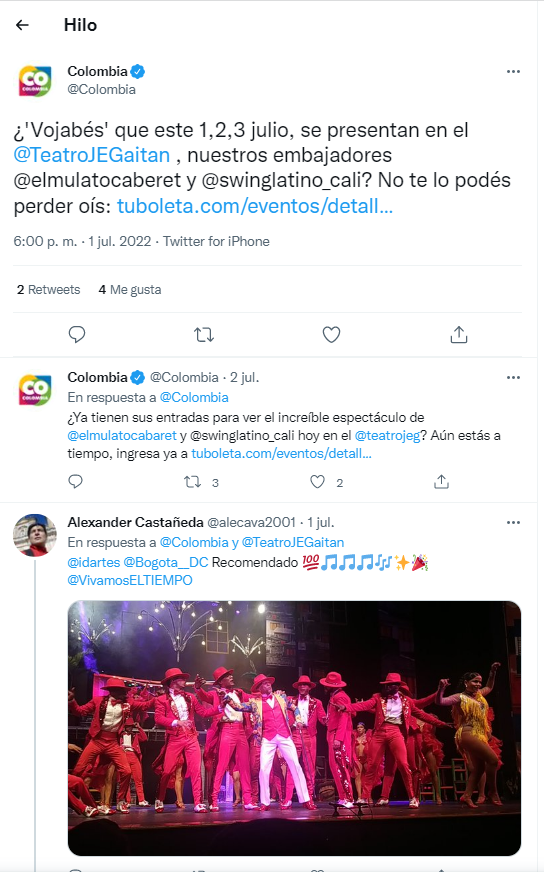 Hilo
CO
COLOMBIA
Colombia
@Colombia
¿'Vojabés' que este 1,2,3 julio, se presentan en el
@TeatroJEGaitan , nuestros embajadores
@elmulatocaberet y @swinglatino_cali? No te lo podés
perder oís: tuboleta.com/eventos/detall...
6:00 p. m. · 1 jul. 2022 · Twitter for iPhone
2 Retweets 4 Me gusta
CO
COLOMBIA
Colombia @Colombia · 2 jul.
En respuesta a @Colombia
¿Ya tienen sus entradas para ver el increíble espectáculo de
@elmulatocabaret y @swinglatino_cali hoy en el @teatrojeg? Aún estás a
tiempo, ingresa ya a tuboleta.com/eventos/detall...
3 2
Alexander Castañeda @alecava2001 · 1 jul.
En respuesta a @Colombia y @TeatroJEGaitan
@idartes @Bogota__DC Recomendado 💯🎵🎵🎵🎶✨🎉
@VivamosELTIEMPO